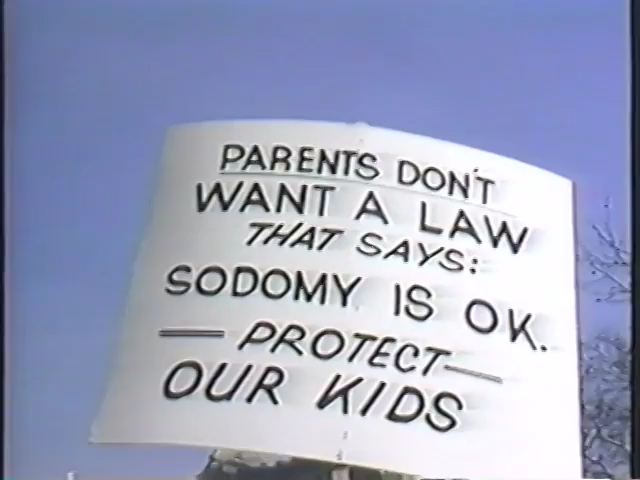 PARENTS DON'T
WANT A LAW
THAT SAYS:
SODOMY IS OK.
— PROTECT —
OUR KIDS